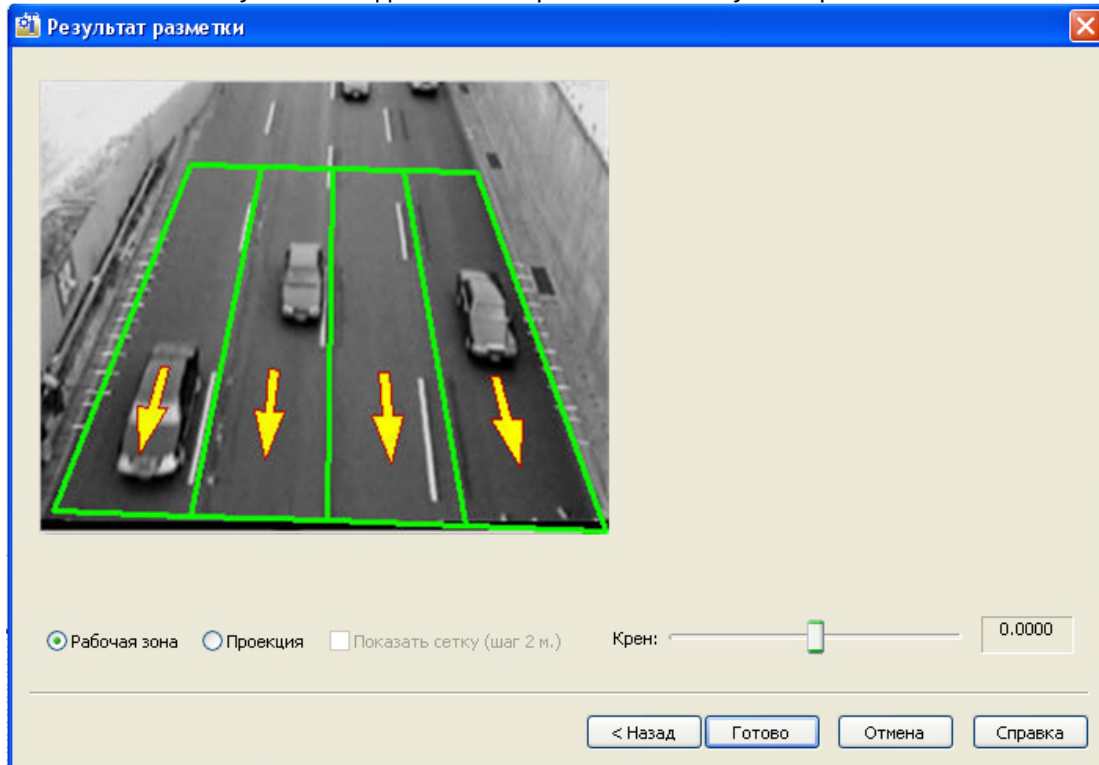 Результат разметки
Рабочая зона Проекция Показать сетку (шаг 2 м.) Крен: 0.0000
< Назад Готово Отмена Справка